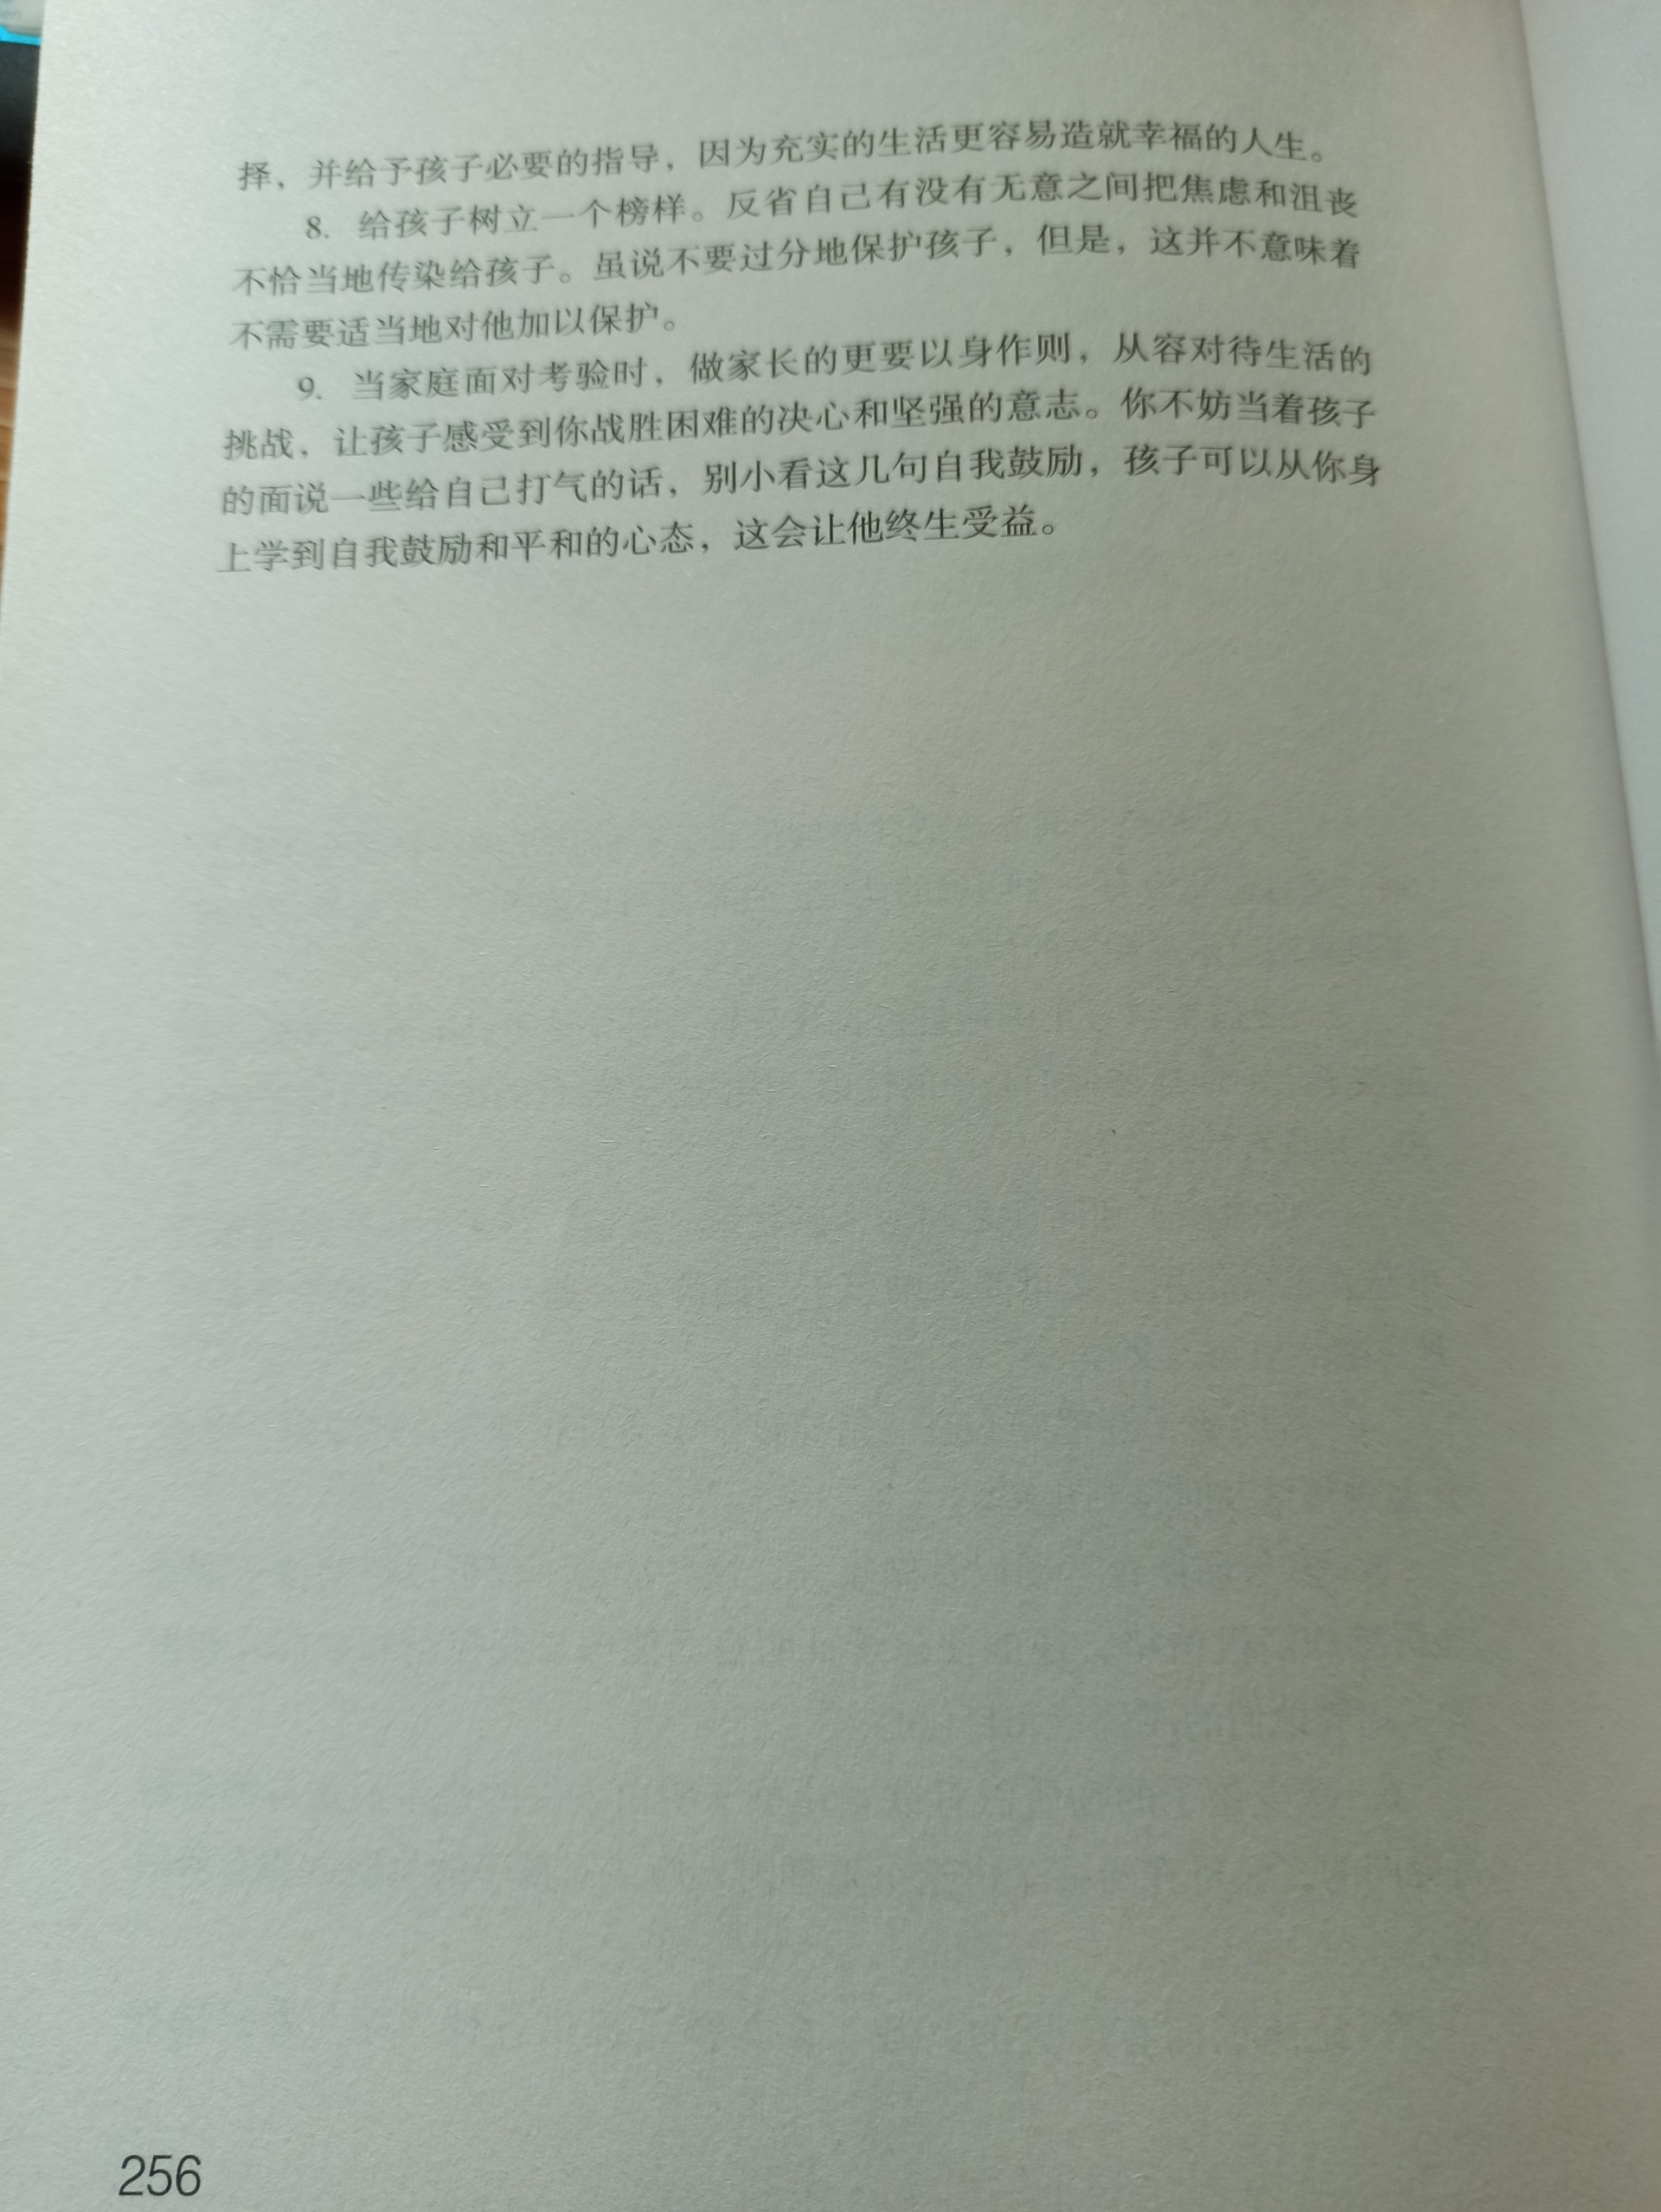 择，并给予孩子必要的指导，因为充实的生活更容易造就幸福的人生。
8. 给孩子树立一个榜样。反省自己有没有无意之间把焦虑和沮丧
不恰当地传染给孩子。虽说不要过分地保护孩子，但是，这并不意味着
不需要适当地对他加以保护。
9. 当家庭面对考验时，做家长的更要以身作则，从容对待生活的
挑战，让孩子感受到你战胜困难的决心和坚强的意志。你不妨当着孩子
的面说一些给自己打气的话，别小看这几句自我鼓励，孩子可以从你身
上学到自我鼓励和平和的心态，这会让他终生受益。
256